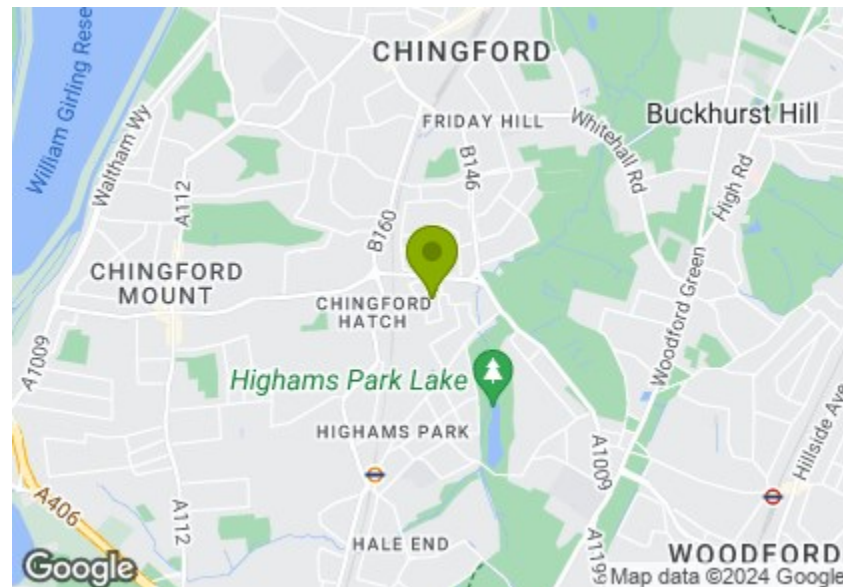 CHINGFORD
William Girling Rese
Waltham Wy
FRIDAY HILL
Buckhurst Hill
Whitehall Rd
High Rd
A112
B146
B160
CHINGFORD
MOUNT
CHINGFORD
HATCH
Woodford Green
A1009
Highams Park Lake
HIGHAMS PARK
A1009
Hillside Ave
A406
A112
HALE END
A1199
WOODFORD
Google
Map data ©2024 Google